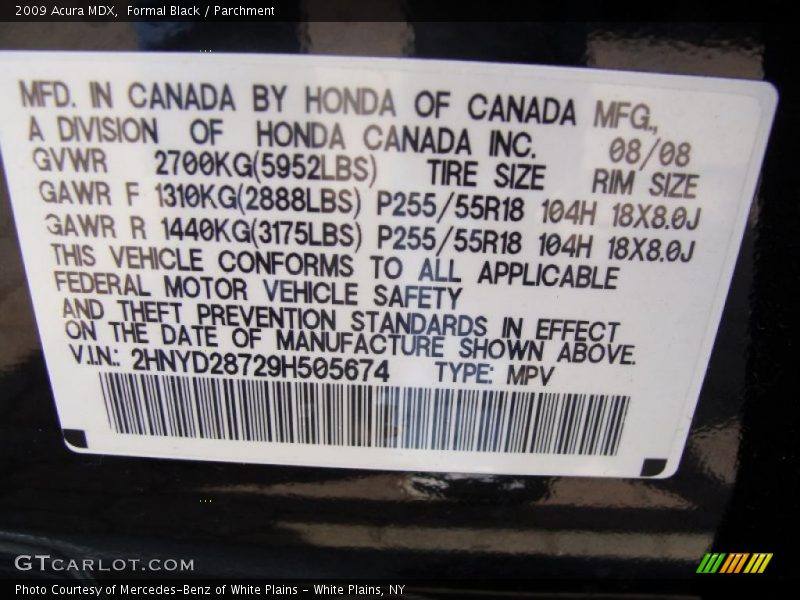 2009 Acura MDX,  Formal Black / Parchment
MFD. IN CANADA BY HONDA OF CANADA MFG.,
A DIVISION OF HONDA CANADA INC. 08/08
GVWR 2700KG(5952LBS) TIRE SIZE RIM SIZE
GAWR F 1310KG(2888LBS) P255/55R18 104H 18X8.0J
GAWR R 1440KG(3175LBS) P255/55R18 104H 18X8.0J
THIS VEHICLE CONFORMS TO ALL APPLICABLE
FEDERAL MOTOR VEHICLE SAFETY
AND THEFT PREVENTION STANDARDS IN EFFECT
ON THE DATE OF MANUFACTURE SHOWN ABOVE.
V.I.N.: 2HNYD28729H505674 TYPE: MPV
GTCARLOT.COM
Photo Courtesy of Mercedes-Benz of White Plains - White Plains, NY